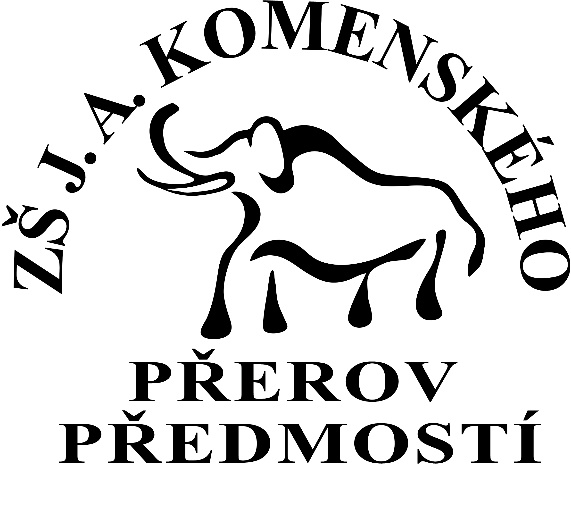 ZŠ J. A. KOMENSKÉHO
PŘEROV
PŘEDMOSTÍ